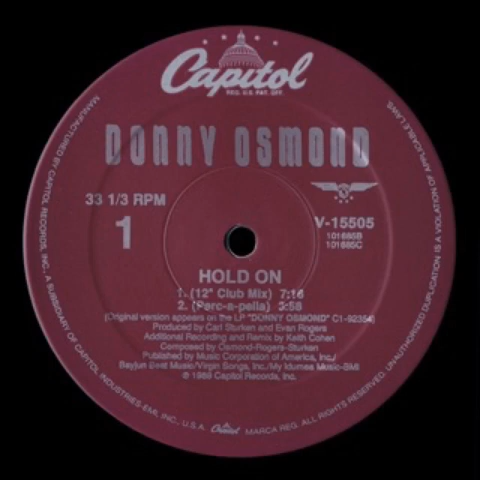 Capitol
REG. U.S. PAT. OFF.
DONNY OSMOND
33 1/3 RPM
1
V-15505
101685B
101685C
HOLD ON
1. (12" Club Mix) 7:16
2. (Perc-a-pella) 3:58
(Original version appears on the LP "DONNY OSMOND" C1-92354)
Produced by Carl Sturken and Evan Rogers
Additional Recording and Remix by Keith Cohen
Composed by Osmond-Rogers-Sturken
Published by Music Corporation of America, Inc./
Bayjun Beat Music/Virgin Songs, Inc./My Idumea Music-BMI
℗ 1989 Capitol Records, Inc.
MANUFACTURED BY CAPITOL RECORDS, INC., A SUBSIDIARY OF CAPITOL INDUSTRIES-EMI, INC., U.S.A. Capitol MARCA REG. ALL RIGHTS RESERVED. UNAUTHORIZED DUPLICATION IS A VIOLATION OF APPLICABLE LAWS.